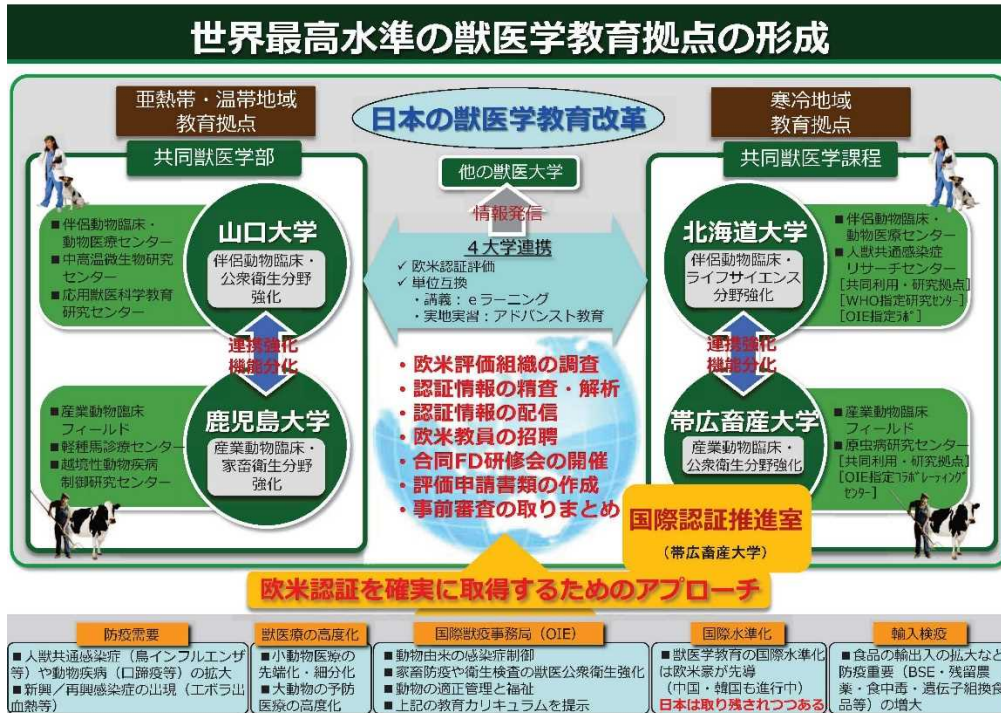 世界最高水準の獣医学教育拠点の形成
亜熱帯・温帯地域
教育拠点
共同獣医学部
■伴侶動物臨床・
動物医療センター
■中高温微生物研究
センター
■応用獣医科学教育
研究センター
山口大学
伴侶動物臨床・
公衆衛生分野
強化
連携強化
機能分化
■産業動物臨床
フィールド
■軽種馬診療センター
■越境性動物疾病
制御研究センター
鹿児島大学
産業動物臨床・
家畜衛生分野
強化
日本の獣医学教育改革
他の獣医大学
情報発信
4大学連携
✓ 欧米認証評価
✓ 単位互換
・講義：eラーニング
・実地実習：アドバンスト教育
・欧米評価組織の調査
・認証情報の精査・解析
・認証情報の配信
・欧米教員の招聘
・合同FD研修会の開催
・評価申請書類の作成
・事前審査の取りまとめ
寒冷地域
教育拠点
共同獣医学課程
北海道大学
伴侶動物臨床・
ライフサイエンス
分野強化
■伴侶動物臨床・
動物医療センター
■人獣共通感染症
リサーチセンター
[共同利用・研究拠点]
[WHO指定研究センター]
[OIE指定ラボ]
連携強化
機能分化
帯広畜産大学
産業動物臨床・
公衆衛生分野強化
■産業動物臨床
フィールド
■原虫病研究センター
[共同利用・研究拠点]
[OIE指定コラボレーティング
センター]
国際認証推進室
（帯広畜産大学）
欧米認証を確実に取得するためのアプローチ
防疫需要
■人獣共通感染症（鳥インフルエンザ
等）や動物疾病（口蹄疫等）の拡大
■新興／再興感染症の出現（エボラ出
血熱等）
獣医療の高度化
■小動物医療の
先端化・細分化
■大動物の予防
医療の高度化
国際獣疫事務局（OIE）
■動物由来の感染症制御
■家畜防疫や衛生検査の獣医公衆衛生強化
■動物の適正管理と福祉
■上記の教育カリキュラムを提示
国際水準化
■獣医学教育の国際水準化
は欧米豪が先導
（中国・韓国も進行中）
日本は取り残されつつある
輸入検疫
■食品の輸出入の拡大など
防疫重要（BSE・残留農
薬・食中毒・遺伝子組換食
品等）の増大